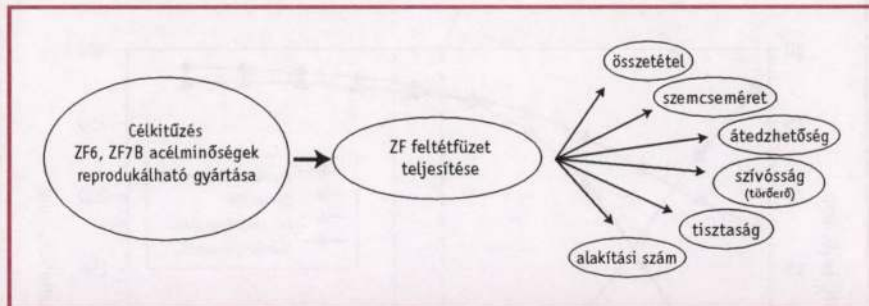 Célkitűzés
ZF6, ZF7B acélminőségek
reprodukálható gyártása
ZF feltétfüzet
teljesítése
összetétel
szemcseméret
átedzhetőség
szívósság
(törőerő)
tisztaság
alakítási szám